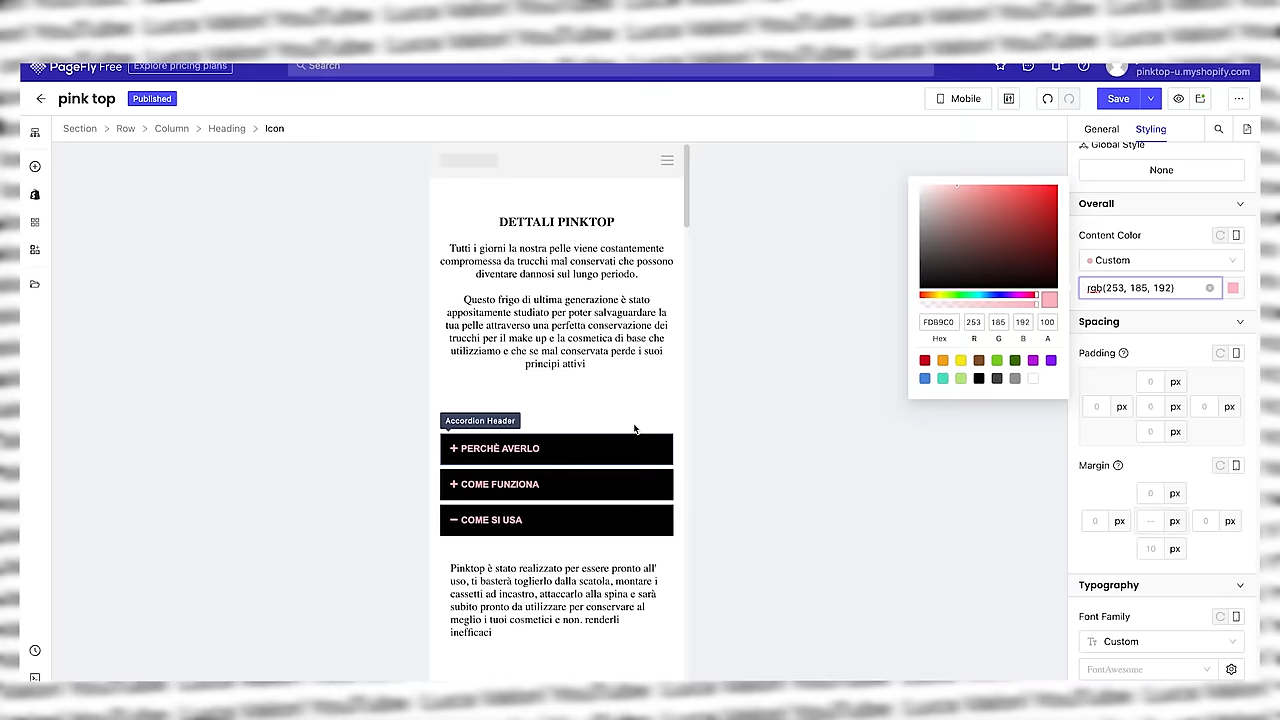 PageFly Free
Explore pricing plans
Search
pinktop-u.myshopify.com
pink top
Published
Mobile
Save
Section > Row > Column > Heading > Icon
General
Styling
Global Style
None
Overall
Content Color
Custom
rgb(253, 185, 192)
FDB9C0 253 185 192 100
Hex R G B A
Spacing
Padding
0 px
0 px 0 px 0 px
0 px
Margin
0 px
0 px -- px 0 px
10 px
Typography
Font Family
Tт Custom
FontAwesome
DETTALI PINKTOP
Tutti i giorni la nostra pelle viene costantemente
compromessa da trucchi mal conservati che possono
diventare dannosi sul lungo periodo.
Questo frigo di ultima generazione è stato
appositamente studiato per poter salvaguardare la
tua pelle attraverso una perfetta conservazione dei
trucchi per il make up e la cosmetica di base che
utilizziamo e che se mal conservata perde i suoi
principi attivi
Accordion Header
+ PERCHÈ AVERLO
+ COME FUNZIONA
− COME SI USA
Pinktop è stato realizzato per essere pronto all'
uso, ti basterà toglierlo dalla scatola, montare i
cassetti ad incastro, attaccarlo alla spina e sarà
subito pronto da utilizzare per conservare al
meglio i tuoi cosmetici e non. renderli
inefficaci